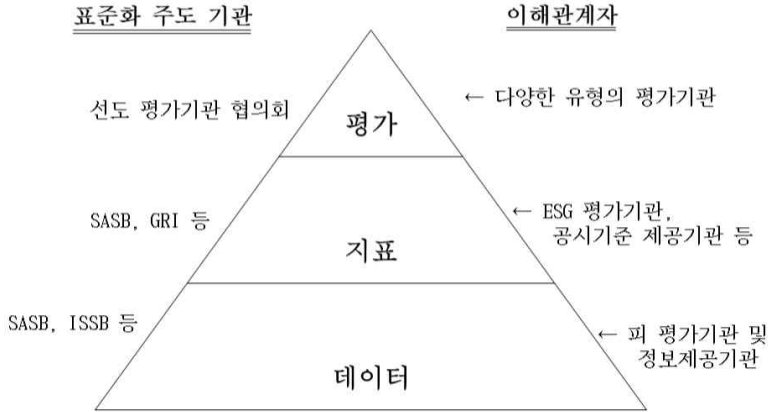 표준화 주도 기관
이해관계자
선도 평가기관 협의회
평가
← 다양한 유형의 평가기관
SASB, GRI 등
지표
← ESG 평가기관,
공시기준 제공기관 등
SASB, ISSB 등
데이터
← 피 평가기관 및
정보제공기관